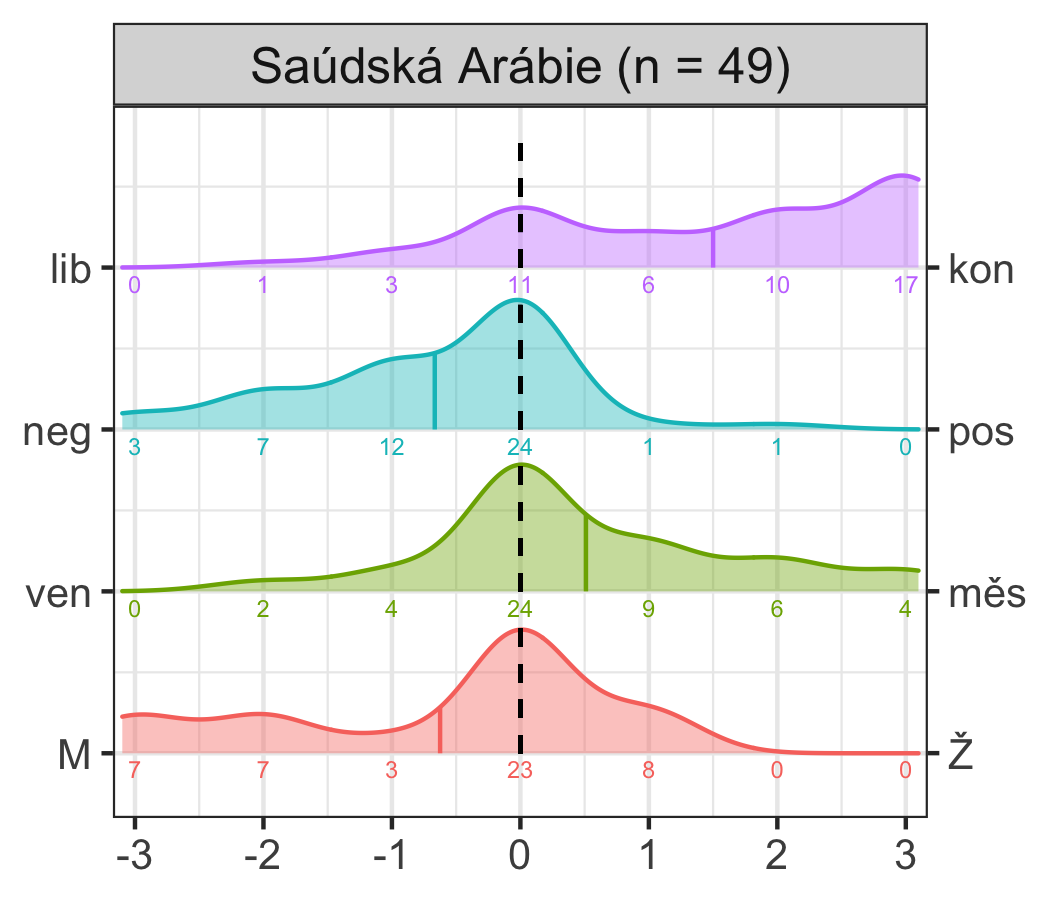 Saúdská Arábie (n = 49)
lib kon
0 1 3 11 6 10 17
neg pos
3 7 12 24 1 1 0
ven měs
0 2 4 24 9 6 4
M Ž
7 7 3 23 8 0 0
-3 -2 -1 0 1 2 3